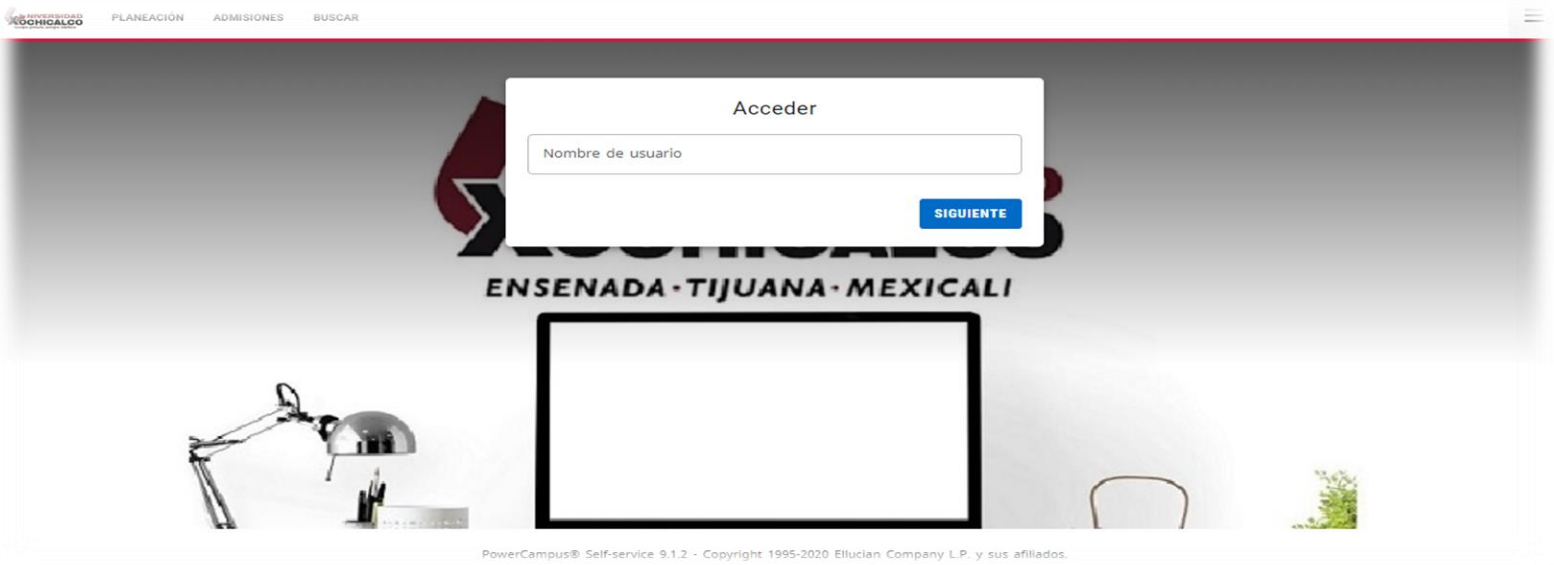 UNIVERSIDAD
XOCHICALCO
PLANEACIÓN ADMISIONES BUSCAR
Acceder
Nombre de usuario
SIGUIENTE
ENSENADA·TIJUANA·MEXICALI
PowerCampus® Self-service 9.1.2 - Copyright 1995-2020 Ellucian Company L.P. y sus afiliados.